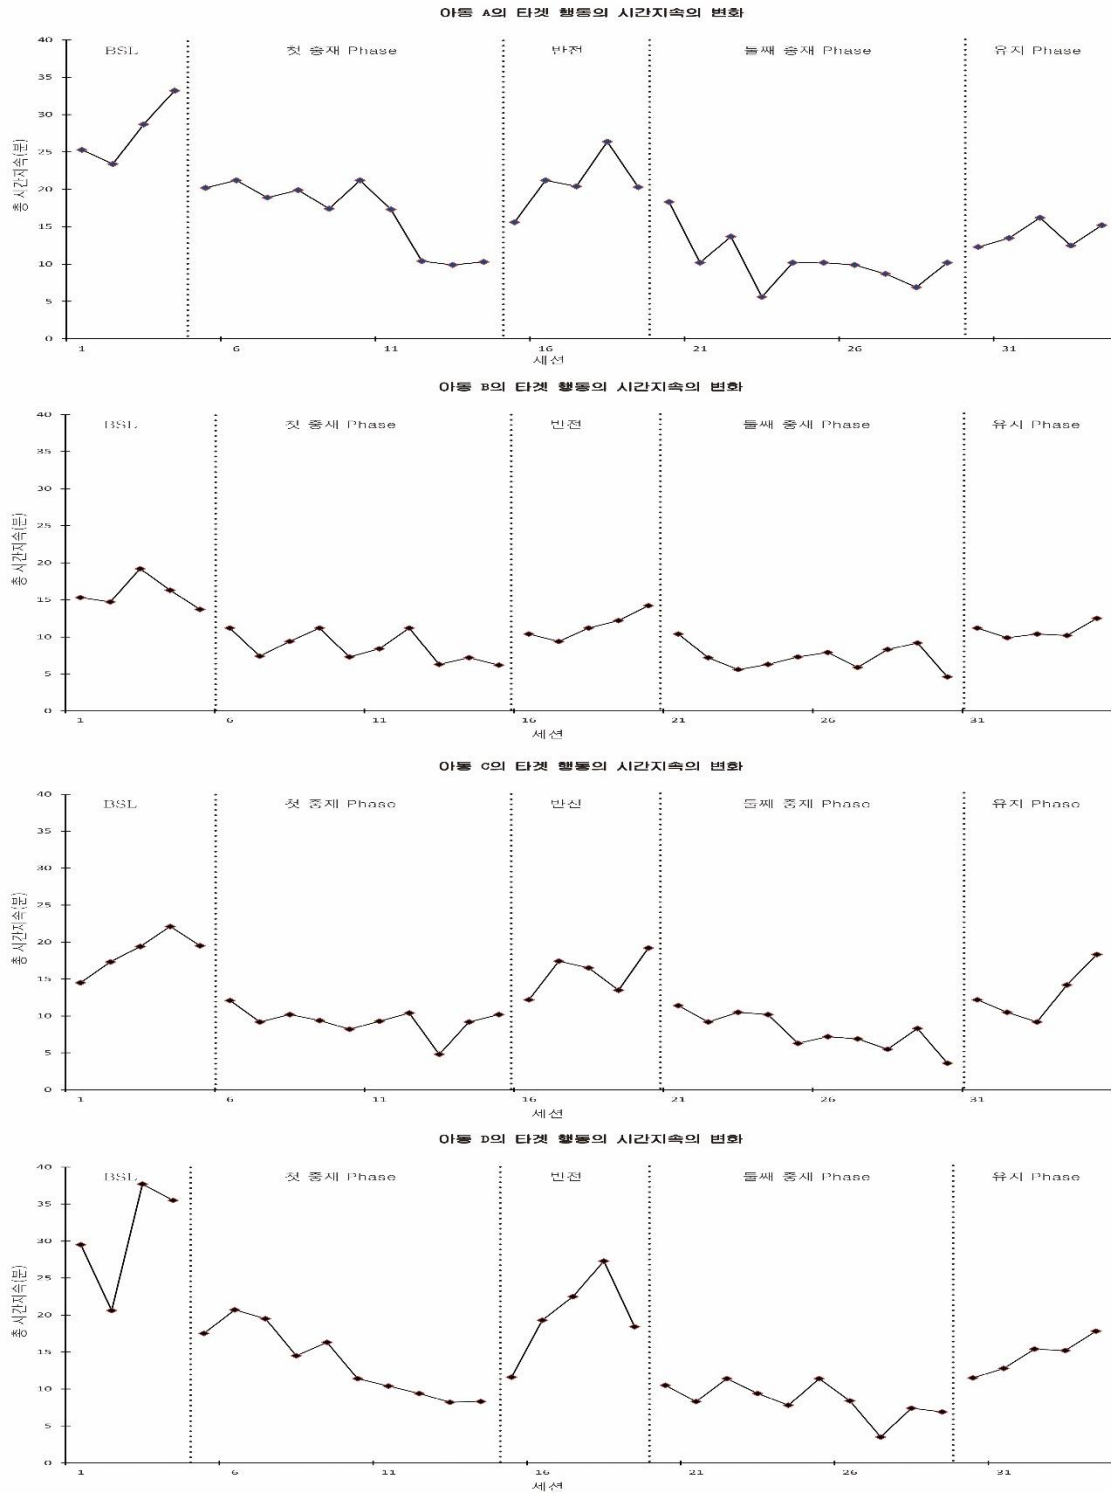 아동 A의 타겟 행동의 시간지속의 변화
40
BSL 첫 중재 Phase 반전 둘째 중재 Phase 유지 Phase
35
30
25
20
15
10
5
0
총 시간지속(분)
1 6 11 16 21 26 31
세션
아동 B의 타겟 행동의 시간지속의 변화
40
BSL 첫 중재 Phase 반전 둘째 중재 Phase 유지 Phase
35
30
25
20
15
10
5
0
총 시간지속(분)
1 6 11 16 21 26 31
세션
아동 C의 타겟 행동의 시간지속의 변화
40
BSL 첫 중재 Phase 반전 둘째 중재 Phase 유지 Phase
35
30
25
20
15
10
5
0
총 시간지속(분)
1 6 11 16 21 26 31
세션
아동 D의 타겟 행동의 시간지속의 변화
40
BSL 첫 중재 Phase 반전 둘째 중재 Phase 유지 Phase
35
30
25
20
15
10
5
0
총 시간지속(분)
1 6 11 16 21 26 31
세션